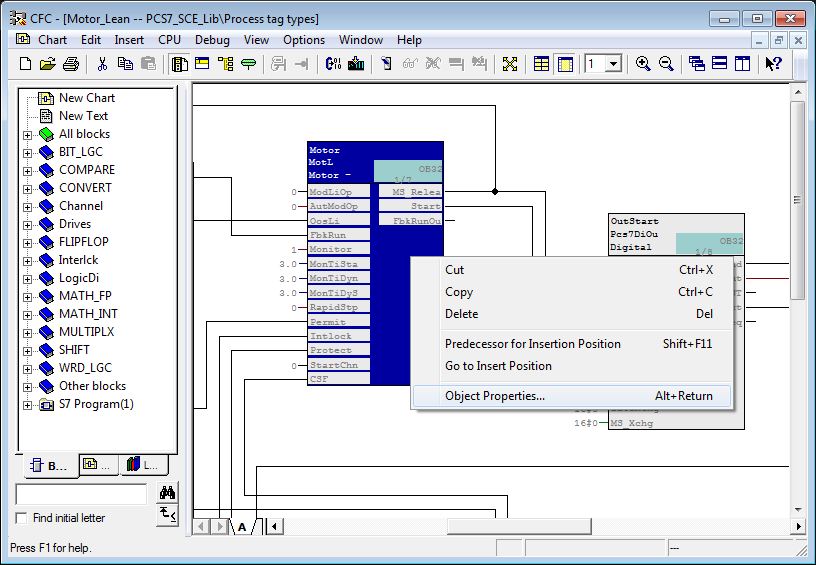 CFC - [Motor_Lean -- PCS7_SCE_Lib\Process tag types]
Chart Edit Insert CPU Debug View Options Window Help
1
New Chart
New Text
All blocks
BIT_LGC
COMPARE
CONVERT
Channel
Drives
FLIPFLOP
Interlck
LogicDi
MATH_FP
MATH_INT
MULTIPLX
SHIFT
WRD_LGC
Other blocks
S7 Program(1)
B...
...
L...
Find initial letter
Press F1 for help.
Motor
MotL
Motor -
OB32
1/7
0 ModLiOp MS_Relea
0 AutModOp Start
OosLi FbkRunOu
FbkRun
1 Monitor
3.0 MonTiSta
3.0 MonTiDyn
3.0 MonTiDyS
0 RapidStp
Permit
Intlock
Protect
0 StartChn
CSF
OutStart
Pcs7DiOu
Digital
OB32
1/8
16#0 MS_Xchg
Cut Ctrl+X
Copy Ctrl+C
Delete Del
Predecessor for Insertion Position Shift+F11
Go to Insert Position
Object Properties... Alt+Return
A
---